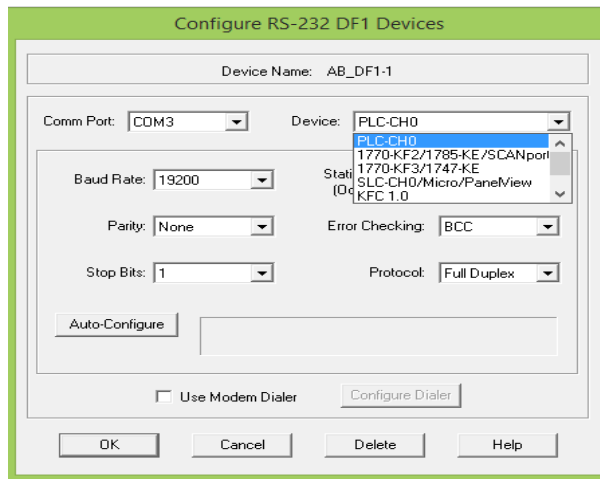 Configure RS-232 DF1 Devices
Device Name: AB_DF1-1
Comm Port: COM3 Device: PLC-CH0
PLC-CH0
1770-KF2/1785-KE/SCANport
1770-KF3/1747-KE
SLC-CH0/Micro/PanelView
KFC 1.0
Baud Rate: 19200
Parity: None Error Checking: BCC
Stop Bits: 1 Protocol: Full Duplex
Auto-Configure
Use Modem Dialer Configure Dialer
OK Cancel Delete Help